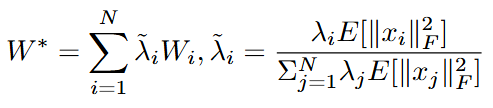 W^* = \sum_{i=1}^{N} \tilde{\lambda}_i W_i, \tilde{\lambda}_i = \frac{\lambda_i E[\|x_i\|_F^2]}{\Sigma_{j=1}^{N} \lambda_j E[\|x_j\|_F^2]}